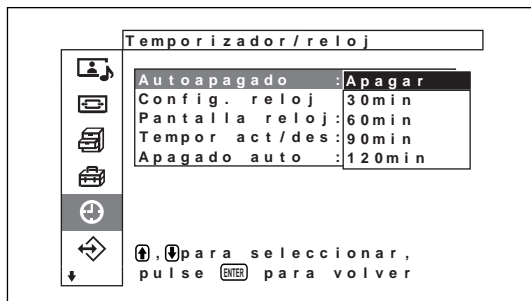 Temporizador/reloj
Autoapagado :Apagar
Config. reloj 30min
Pantalla reloj:60min
Tempor act/des:90min
Apagado auto :120min
,para seleccionar,
pulse ENTER para volver